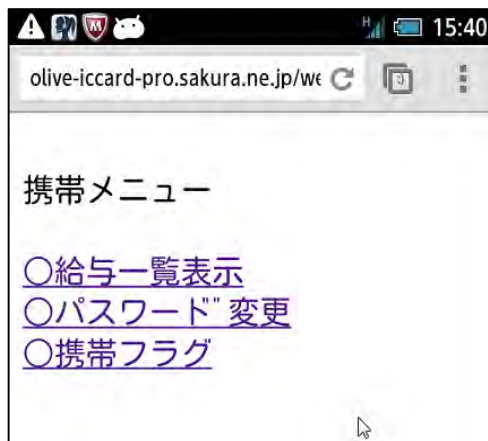 H 15:40
olive-iccard-pro.sakura.ne.jp/we
携帯メニュー
○給与一覧表示
○パスワード゛変更
○携帯フラグ